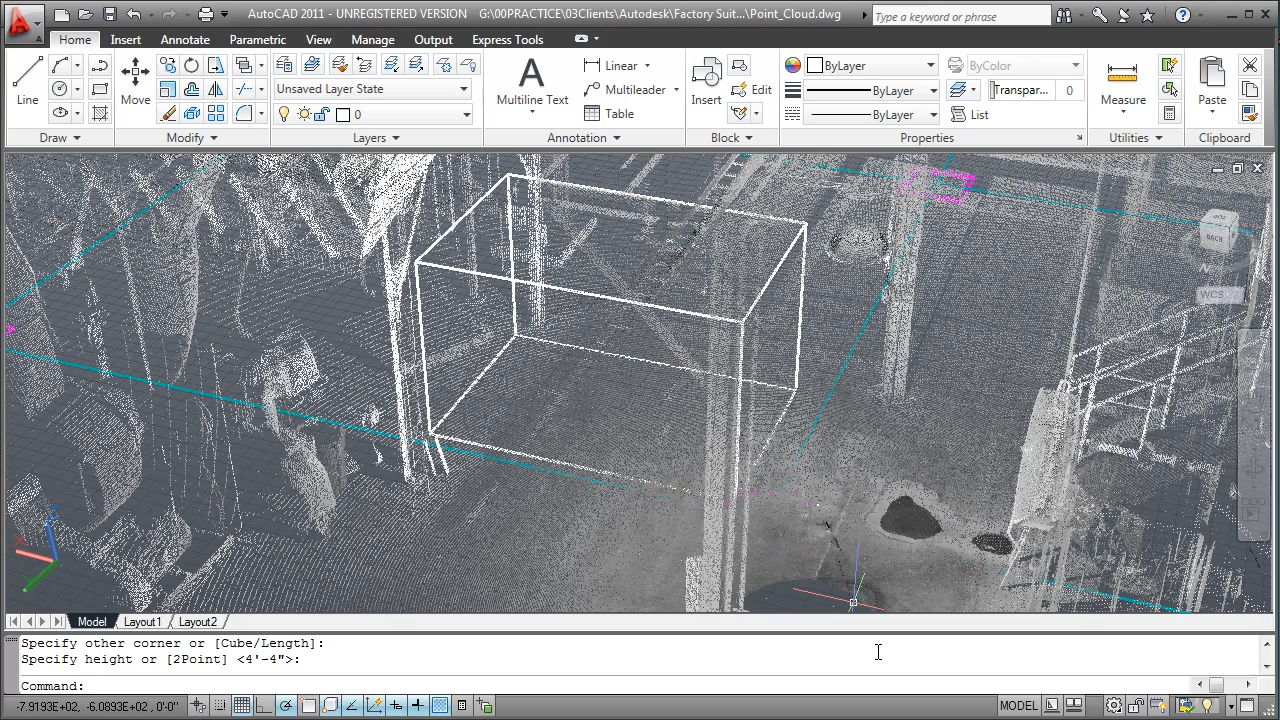 AutoCAD 2011 - UNREGISTERED VERSION G:\00PRACTICE\03Clients\Autodesk\Factory Suit...\Point_Cloud.dwg
Type a keyword or phrase
Home Insert Annotate Parametric View Manage Output Express Tools
Line
Move
Unsaved Layer State
0
Multiline Text
Linear
Multileader
Table
Insert
Edit
ByLayer
ByLayer
ByLayer
ByColor
Transpar... 0
List
Measure
Paste
Draw
Modify
Layers
Annotation
Block
Properties
Utilities
Clipboard
BACK
WCS
Model Layout1 Layout2
Specify other corner or [Cube/Length]:
Specify height or [2Point] <4'-4">:
Command:
-7.9193E+02, -6.0893E+02 , 0'-0"
MODEL